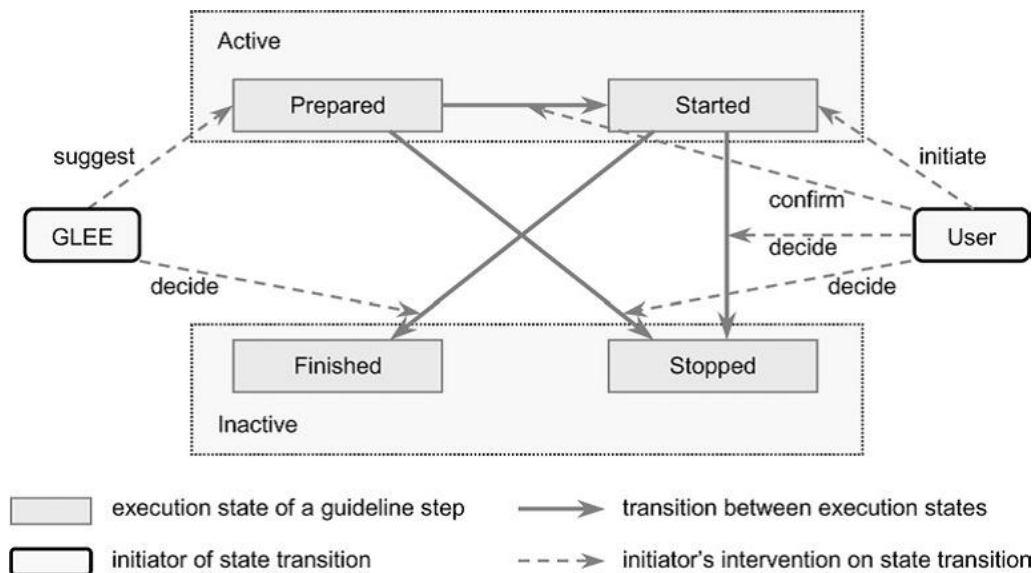 Active
Prepared
Started
suggest
initiate
confirm
GLEE
User
decide
decide
decide
Finished
Stopped
Inactive
execution state of a guideline step
transition between execution states
initiator of state transition
initiator's intervention on state transition